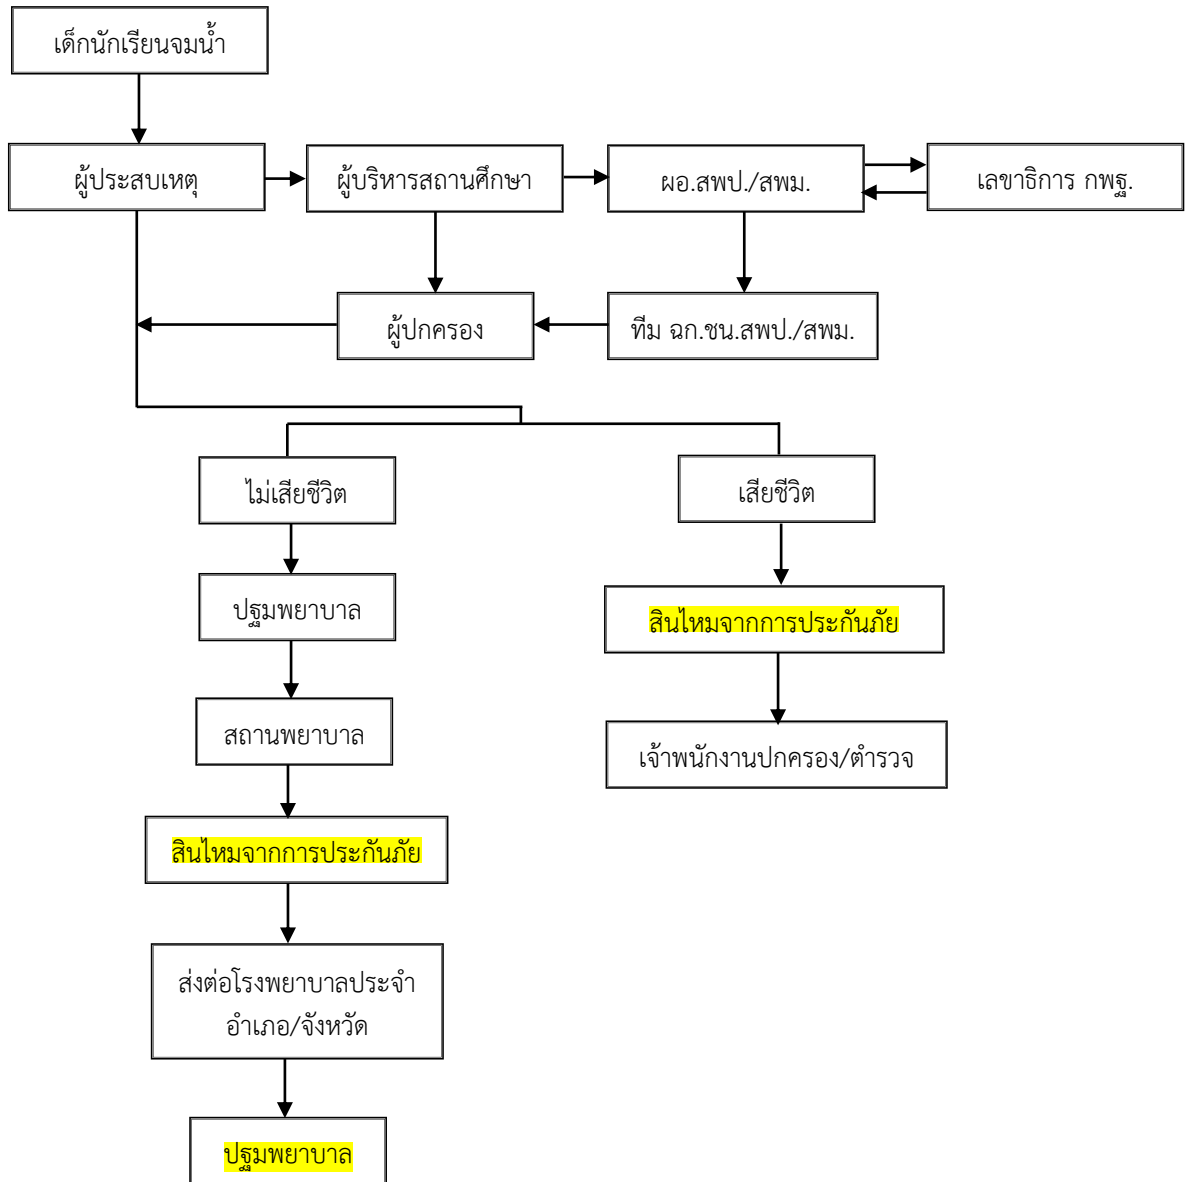 เด็กนักเรียนจมน้ำ
ผู้ประสบเหตุ
ผู้บริหารสถานศึกษา
ผอ.สพป./สพม.
เลขาธิการ กพฐ.
ผู้ปกครอง
ทีม ฉก.ชน.สพป./สพม.
ไม่เสียชีวิต
เสียชีวิต
ปฐมพยาบาล
สินไหมจากการประกันภัย
สถานพยาบาล
เจ้าพนักงานปกครอง/ตำรวจ
สินไหมจากการประกันภัย
ส่งต่อโรงพยาบาลประจำ
อำเภอ/จังหวัด
ปฐมพยาบาล